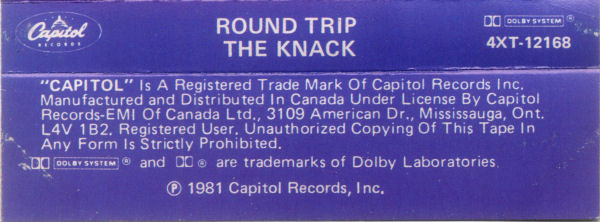 Capitol
RECORDS
ROUND TRIP
THE KNACK
DOLBY SYSTEM ®
4XT-12168
"CAPITOL" Is A Registered Trade Mark Of Capitol Records Inc.
Manufactured and Distributed In Canada Under License By Capitol
Records-EMI Of Canada Ltd., 3109 American Dr., Mississauga, Ont.
L4V 1B2. Registered User. Unauthorized Copying Of This Tape In
Any Form Is Strictly Prohibited.
DOLBY SYSTEM ® and ® are trademarks of Dolby Laboratories.
℗ 1981 Capitol Records, Inc.